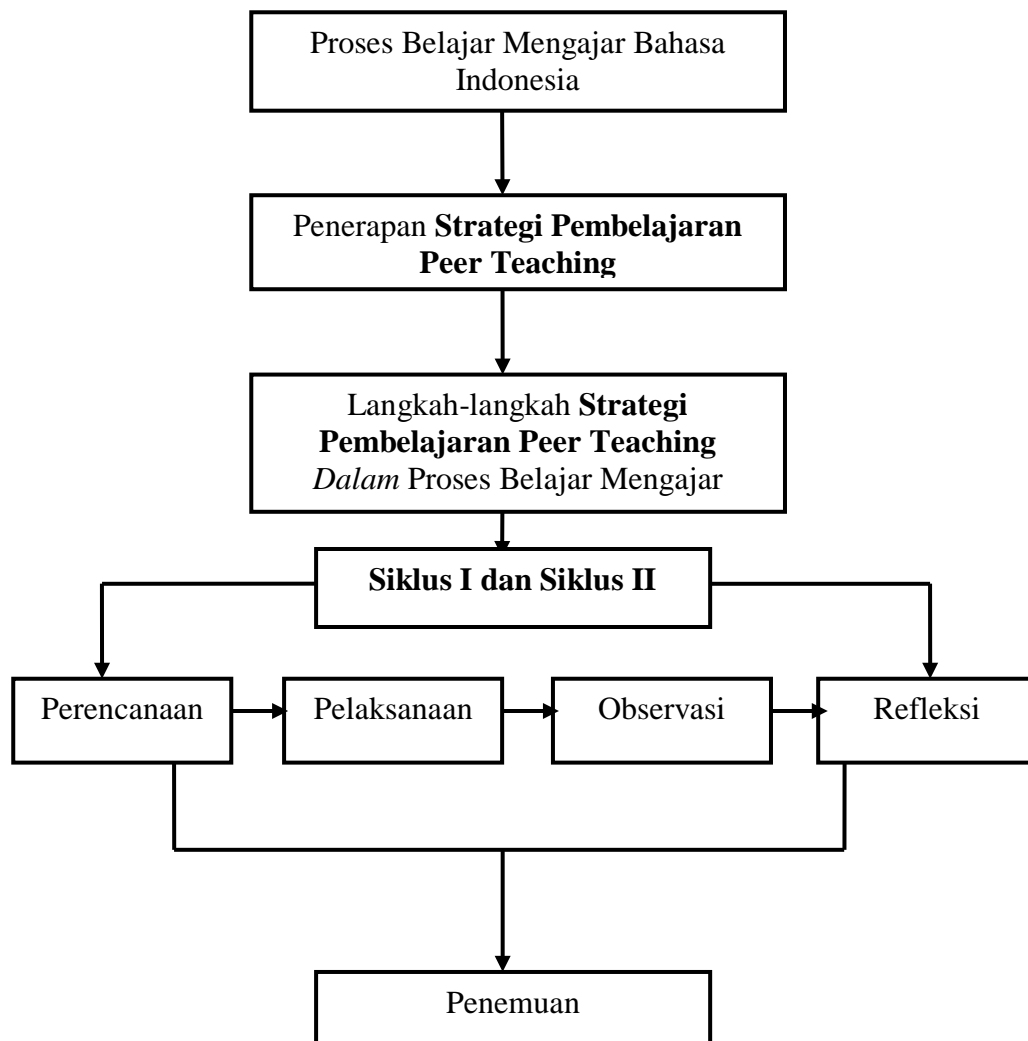 Proses Belajar Mengajar Bahasa
Indonesia
Penerapan Strategi Pembelajaran
Peer Teaching
Langkah-langkah Strategi
Pembelajaran Peer Teaching
Dalam Proses Belajar Mengajar
Siklus I dan Siklus II
Perencanaan
Pelaksanaan
Observasi
Refleksi
Penemuan